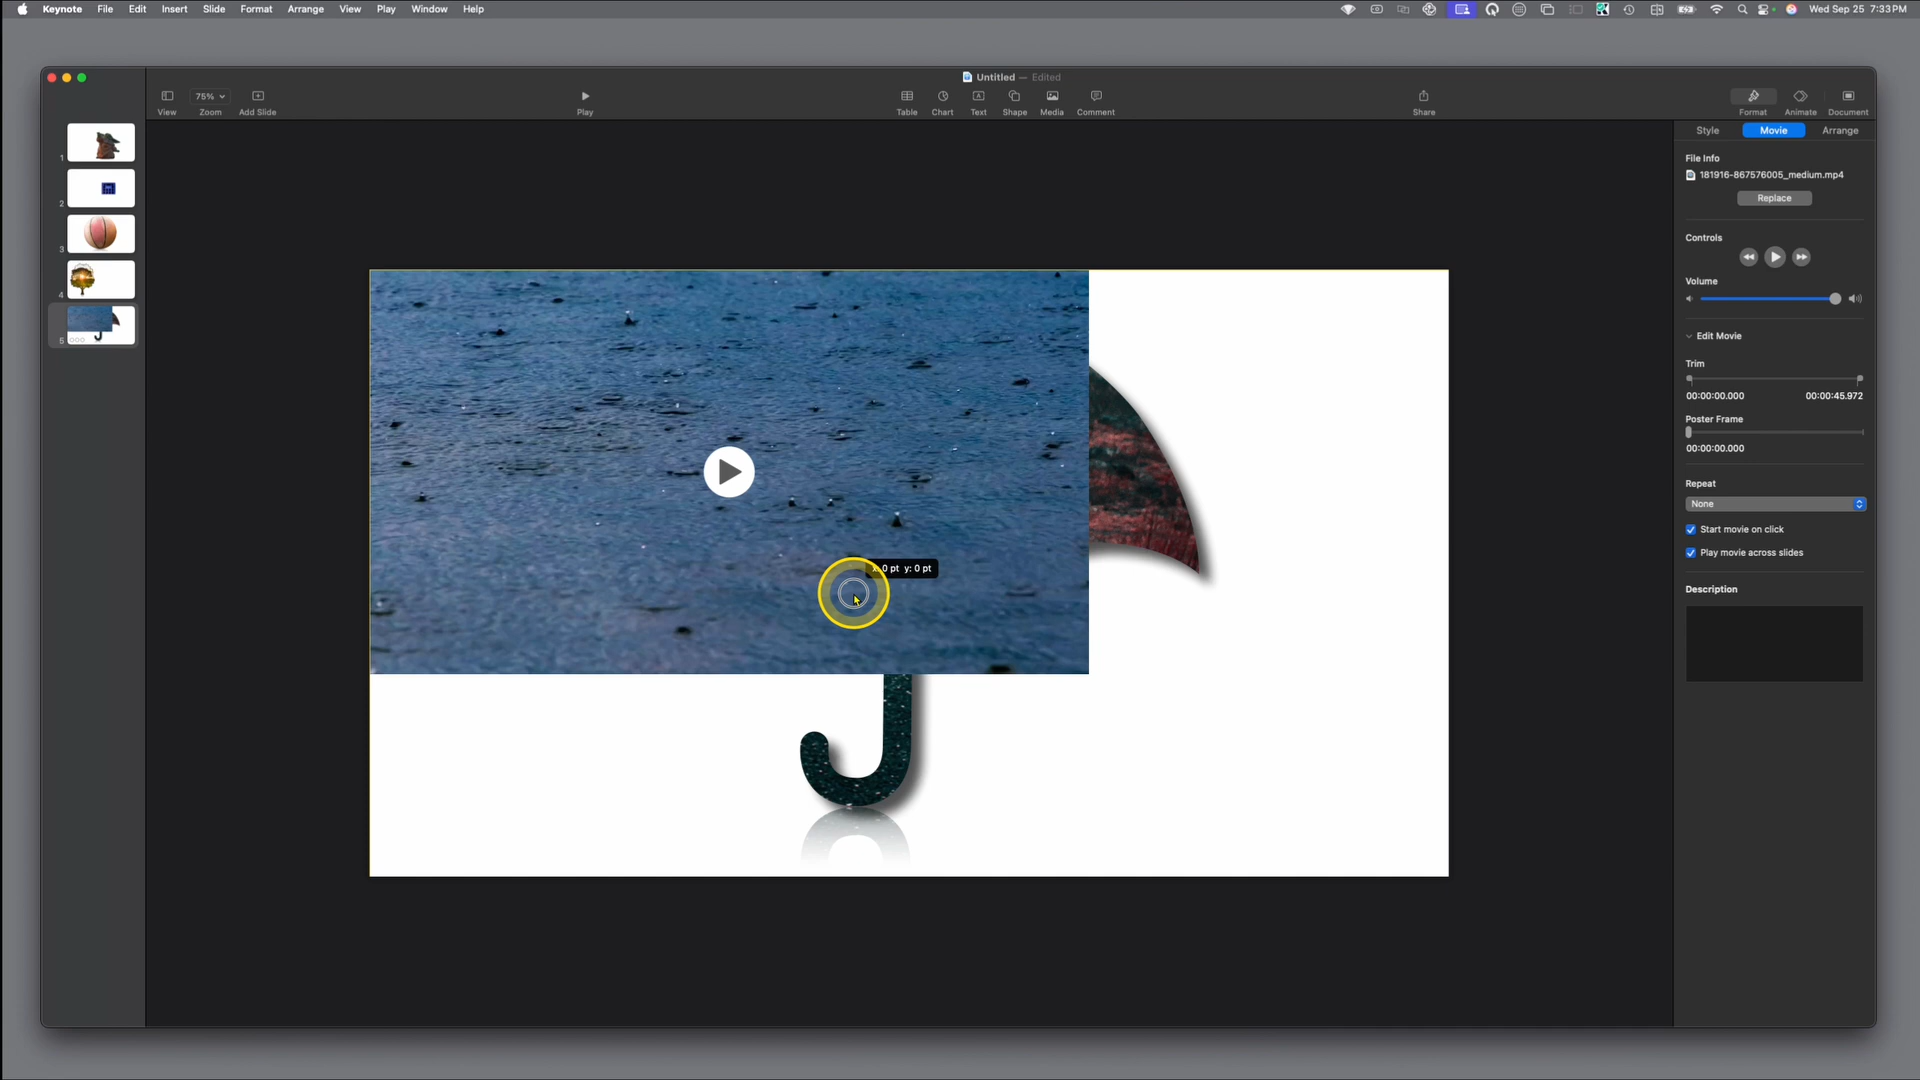 Keynote File Edit Insert Slide Format Arrange View Play Window Help
Wed Sep 25 7:33 PM
Untitled — Edited
75%
View Zoom Add Slide
Play
Table Chart Text Shape Media Comment
Share
Format Animate Document
Style Movie Arrange
1
2
3
4
5
x: 0 pt y: 0 pt
File Info
181916-867576005_medium.mp4
Replace
Controls
Volume
Edit Movie
Trim
00:00:00.000 00:00:45.972
Poster Frame
00:00:00.000
Repeat
None
Start movie on click
Play movie across slides
Description